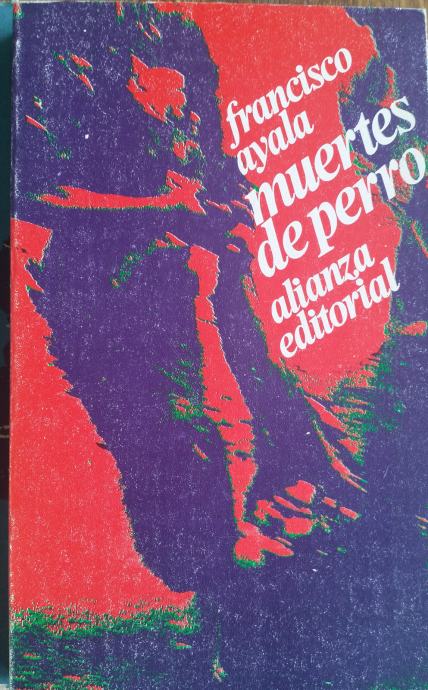 francisco
ayala
muertes
de perro
alianza
editorial